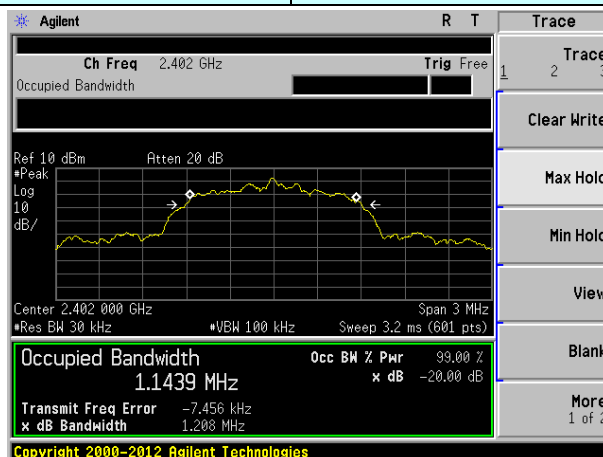 Agilent R T Trace
Ch Freq 2.402 GHz Trig Free
Occupied Bandwidth
Trace
1 2 3
Clear Write
Max Hold
Min Hold
View
Blank
More
1 of 2
Ref 10 dBm Atten 20 dB
#Peak
Log
10
dB/
Center 2.402 000 GHz Span 3 MHz
#Res BW 30 kHz #VBW 100 kHz Sweep 3.2 ms (601 pts)
Occupied Bandwidth Occ BW % Pwr 99.00 %
1.1439 MHz x dB -20.00 dB
Transmit Freq Error -7.456 kHz
x dB Bandwidth 1.208 MHz
Copyright 2000-2012 Agilent Technologies